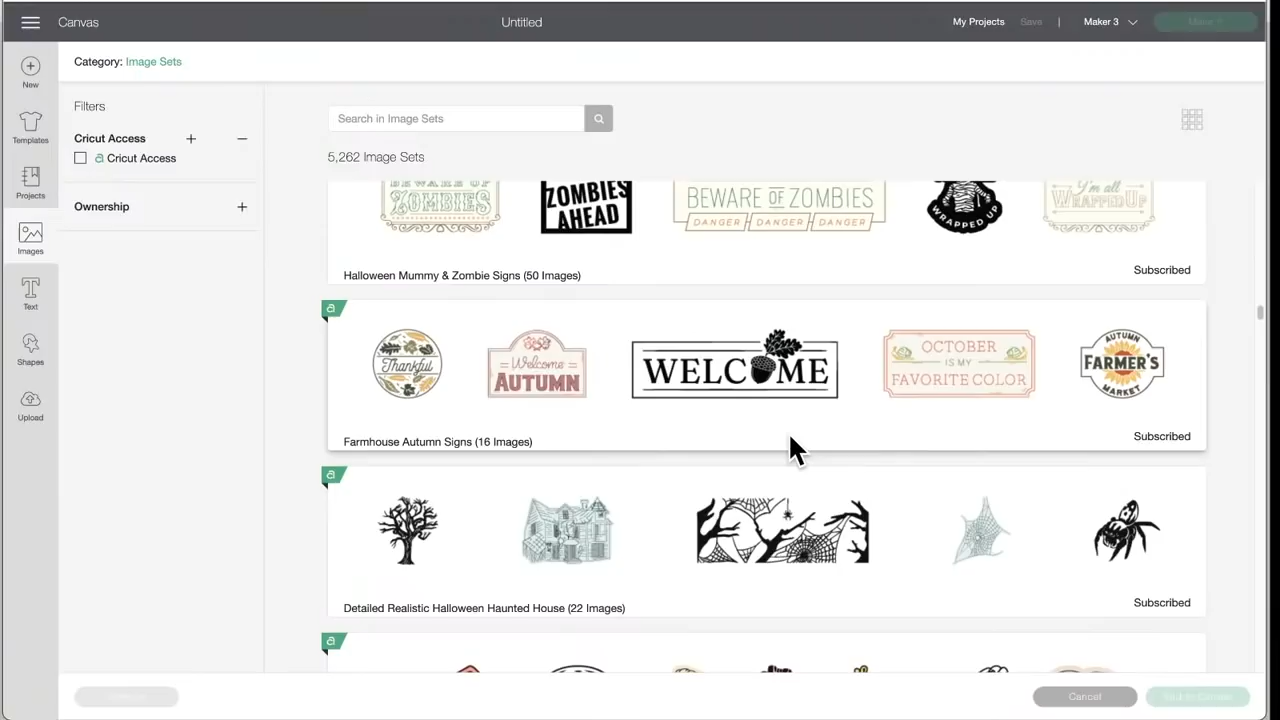 Canvas
Untitled
My Projects Save | Maker 3
Category: Image Sets
New
Templates
Projects
Images
Text
Shapes
Upload
Filters
Cricut Access + −
a Cricut Access
Ownership +
Search in Image Sets
5,262 Image Sets
BEWARE OF
ZOMBIES
ZOMBIES
AHEAD
BEWARE OF ZOMBIES
DANGER DANGER DANGER
WRAPPED UP
I'm all
WRAPPED UP
Halloween Mummy & Zombie Signs (50 Images)
Subscribed
a
Thankful
Welcome
AUTUMN
WELCOME
OCTOBER
IS MY
FAVORITE COLOR
AUTUMN
FARMER'S
MARKET
Farmhouse Autumn Signs (16 Images)
Subscribed
a
Detailed Realistic Halloween Haunted House (22 Images)
Subscribed
a
Cancel